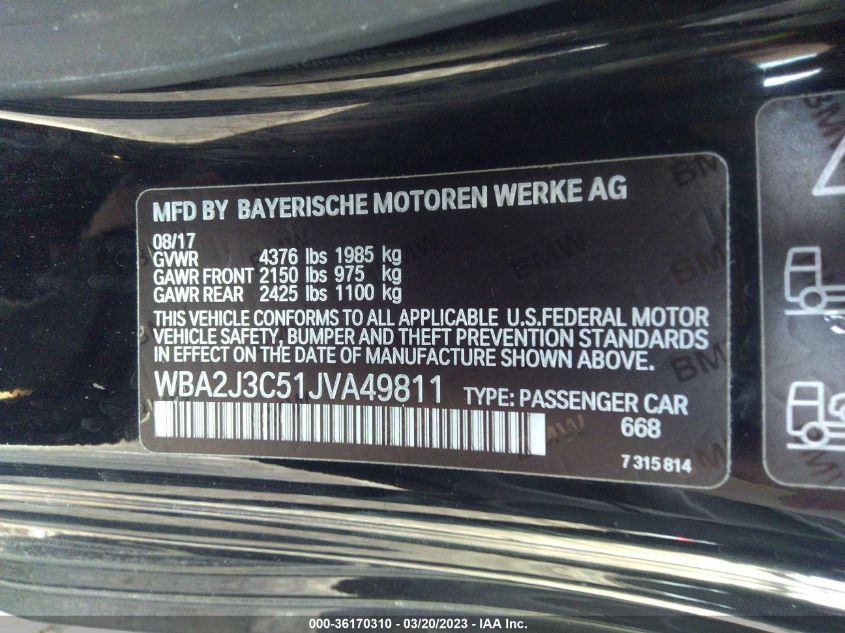 MFD BY BAYERISCHE MOTOREN WERKE AG
08/17
GVWR 4376 lbs 1985 kg
GAWR FRONT 2150 lbs 975 kg
GAWR REAR 2425 lbs 1100 kg
THIS VEHICLE CONFORMS TO ALL APPLICABLE U.S.FEDERAL MOTOR
VEHICLE SAFETY, BUMPER AND THEFT PREVENTION STANDARDS
IN EFFECT ON THE DATE OF MANUFACTURE SHOWN ABOVE.
WBA2J3C51JVA49811 TYPE: PASSENGER CAR
668
7 315 814
000-36170310 - 03/20/2023 - IAA Inc.